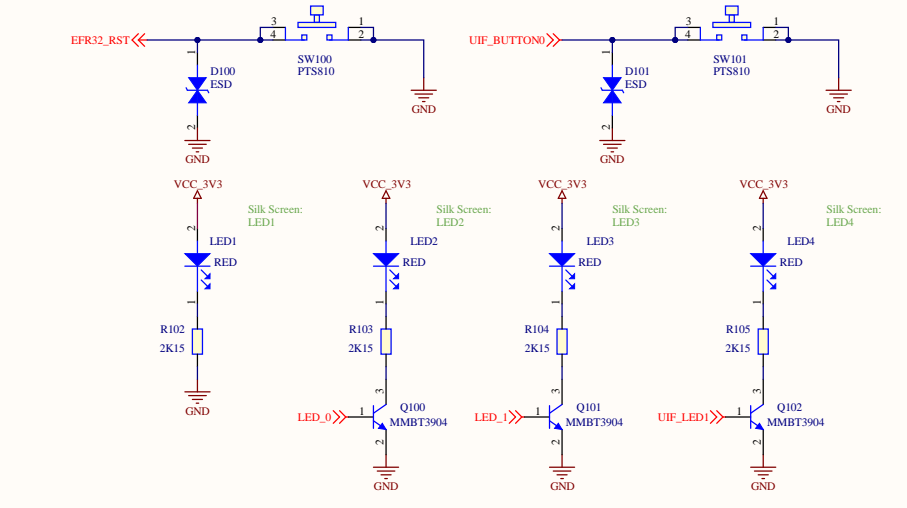 3
1
EFR32_RST
4
2
SW100
PTS810
1
D100
ESD
GND
2
GND
3
1
UIF_BUTTON0
4
2
SW101
PTS810
1
D101
ESD
GND
2
GND
VCC_3V3
Silk Screen:
LED1
2
LED1
RED
1
R102
2K15
GND
VCC_3V3
Silk Screen:
LED2
2
LED2
RED
1
R103
2K15
3
LED_0
1
Q100
MMBT3904
2
GND
VCC_3V3
Silk Screen:
LED3
2
LED3
RED
1
R104
2K15
3
LED_1
1
Q101
MMBT3904
2
GND
VCC_3V3
Silk Screen:
LED4
2
LED4
RED
1
R105
2K15
3
UIF_LED1
1
Q102
MMBT3904
2
GND